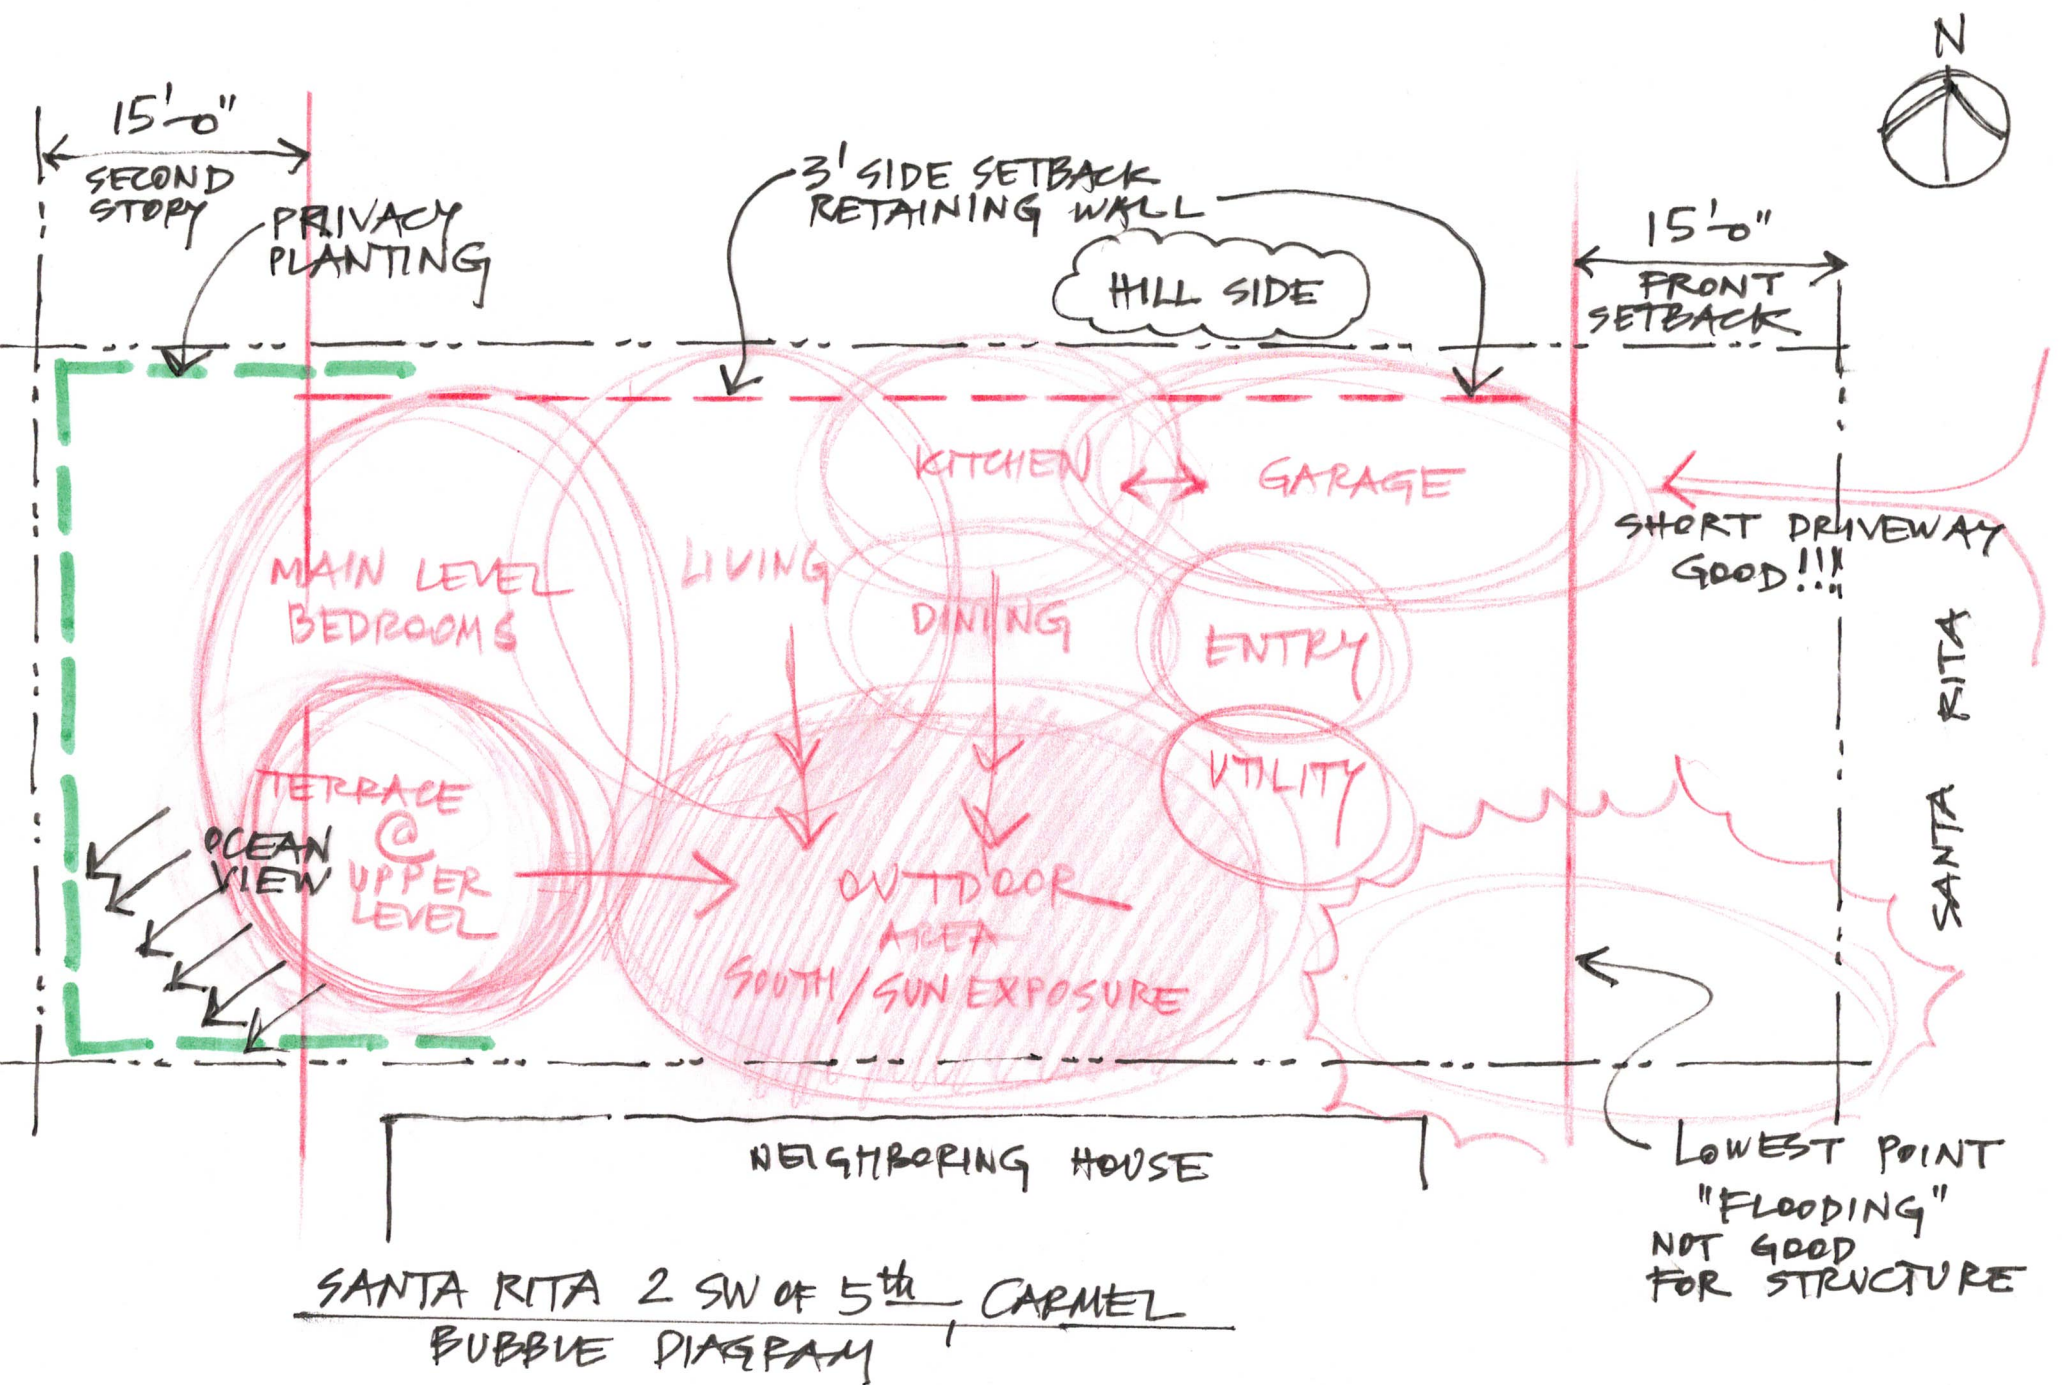 N
15'-0"
SECOND
STORY
PRIVACY
PLANTING
3' SIDE SETBACK
RETAINING WALL
HILL SIDE
15'-0"
FRONT
SETBACK
KITCHEN
GARAGE
SHORT DRIVEWAY
GOOD!!!
MAIN LEVEL
BEDROOMS
LIVING
DINING
ENTRY
UTILITY
SANTA RITA
TERRACE
@
UPPER
LEVEL
OCEAN
VIEW
OUTDOOR
AREA
SOUTH/SUN EXPOSURE
NEIGHBORING HOUSE
LOWEST POINT
"FLOODING"
NOT GOOD
FOR STRUCTURE
SANTA RITA 2 SW OF 5th, CARMEL
BUBBLE DIAGRAM